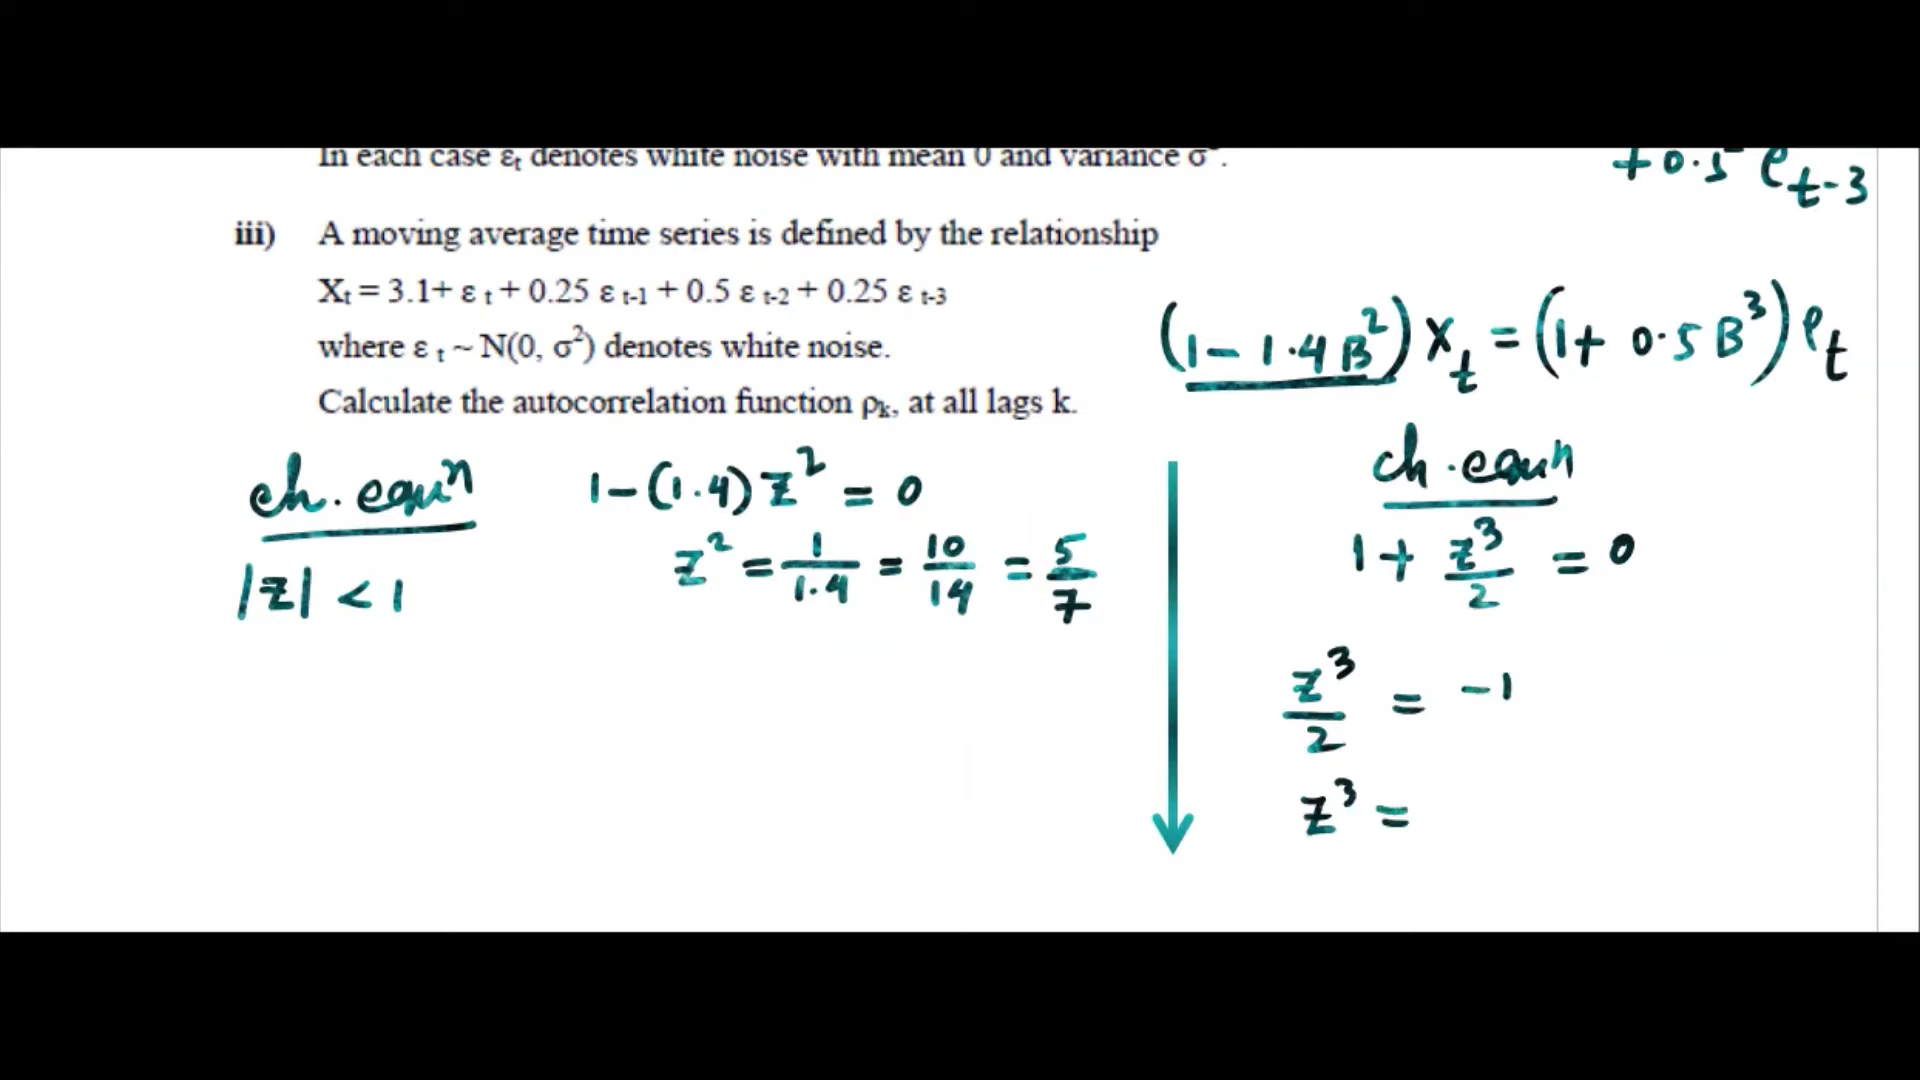 In each case εt denotes white noise with mean 0 and variance σ².
+0.5 et-3
iii) A moving average time series is defined by the relationship
Xt = 3.1+ ε t + 0.25 ε t-1 + 0.5 ε t-2 + 0.25 ε t-3
where ε t ~ N(0, σ²) denotes white noise.
Calculate the autocorrelation function ρk, at all lags k.
(1 - 1.4 B²) Xt = (1 + 0.5 B³) et
ch. equⁿ
|z| < 1
1 - (1.4) z² = 0
z² = 1/1.4 = 10/14 = 5/7
ch. equn
1 + z³/2 = 0
z³/2 = -1
z³ =